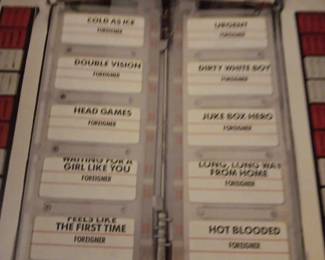 COLD AS ICE
FOREIGNER
DOUBLE VISION
FOREIGNER
HEAD GAMES
FOREIGNER
WAITING FOR A
GIRL LIKE YOU
FOREIGNER
FEELS LIKE
THE FIRST TIME
FOREIGNER
URGENT
FOREIGNER
DIRTY WHITE BOY
FOREIGNER
JUKE BOX HERO
FOREIGNER
LONG, LONG WAY
FROM HOME
FOREIGNER
HOT BLOODED
FOREIGNER